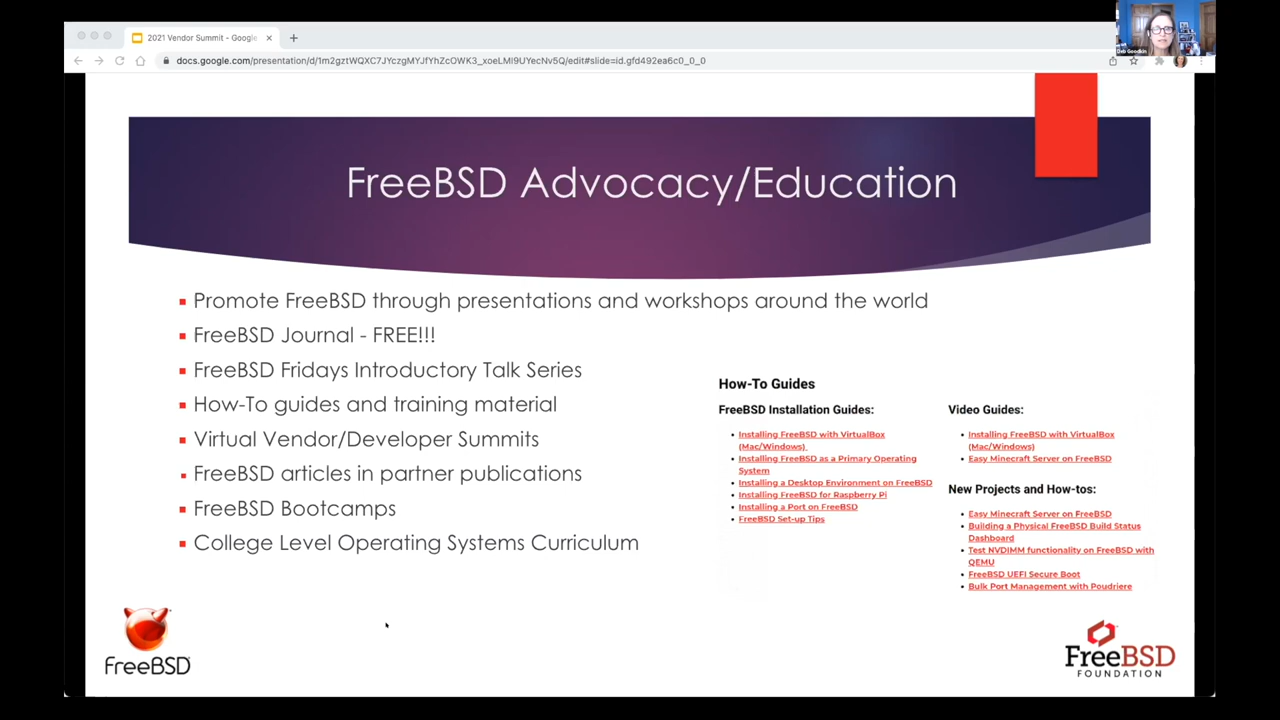 2021 Vendor Summit - Google
docs.google.com/presentation/d/1m2gztWQXC7JYczgMYJfYhZcOWK3_xoeLMI9UYecNv5Q/edit#slide=id.gfd492ea6c0_0_0
Deb Goodkin
FreeBSD Advocacy/Education
Promote FreeBSD through presentations and workshops around the world
FreeBSD Journal - FREE!!!
FreeBSD Fridays Introductory Talk Series
How-To guides and training material
Virtual Vendor/Developer Summits
FreeBSD articles in partner publications
FreeBSD Bootcamps
College Level Operating Systems Curriculum
How-To Guides
FreeBSD Installation Guides:
Installing FreeBSD with VirtualBox
(Mac/Windows)
Installing FreeBSD as a Primary Operating
System
Installing a Desktop Environment on FreeBSD
Installing FreeBSD for Raspberry Pi
Installing a Port on FreeBSD
FreeBSD Set-up Tips
Video Guides:
Installing FreeBSD with VirtualBox
(Mac/Windows)
Easy Minecraft Server on FreeBSD
New Projects and How-tos:
Easy Minecraft Server on FreeBSD
Building a Physical FreeBSD Build Status
Dashboard
Test NVDIMM functionality on FreeBSD with
QEMU
FreeBSD UEFI Secure Boot
Bulk Port Management with Poudriere
FreeBSD
FreeBSD
FOUNDATION